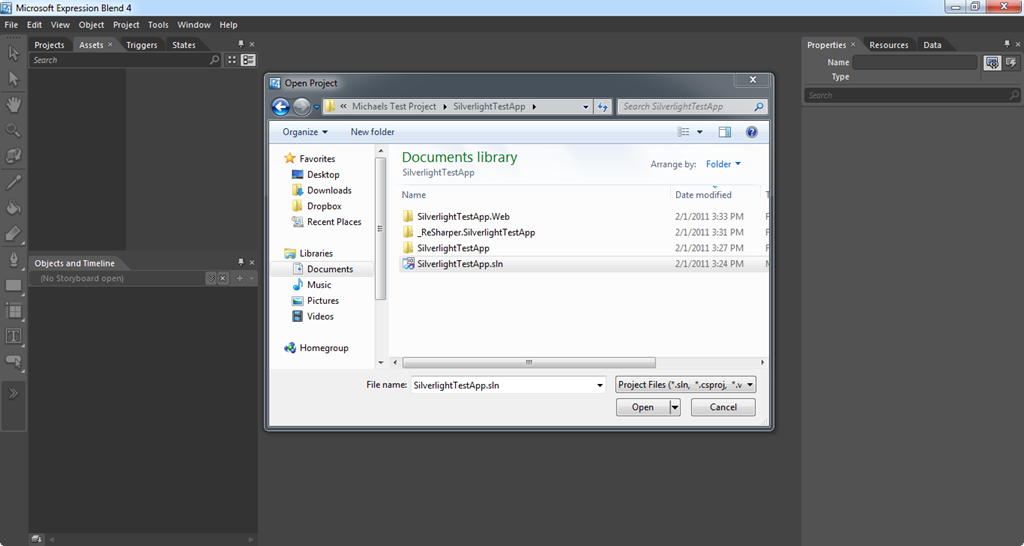 Microsoft Expression Blend 4
File Edit View Object Project Tools Window Help
Projects Assets × Triggers States
Search
Properties × Resources Data
Name
Type
Search
Open Project
« Michaels Test Project SilverlightTestApp
Search SilverlightTestApp
Organize New folder
Favorites
Desktop
Downloads
Dropbox
Recent Places
Libraries
Documents
Music
Pictures
Videos
Homegroup
Documents library
SilverlightTestApp
Arrange by: Folder
Name Date modified T
SilverlightTestApp.Web 2/1/2011 3:33 PM F
_ReSharper.SilverlightTestApp 2/1/2011 3:31 PM F
SilverlightTestApp 2/1/2011 3:27 PM F
SilverlightTestApp.sln 2/1/2011 3:24 PM M
File name: SilverlightTestApp.sln
Project Files (*.sln, *.csproj, *.v
Open Cancel
Objects and Timeline ×
(No Storyboard open)